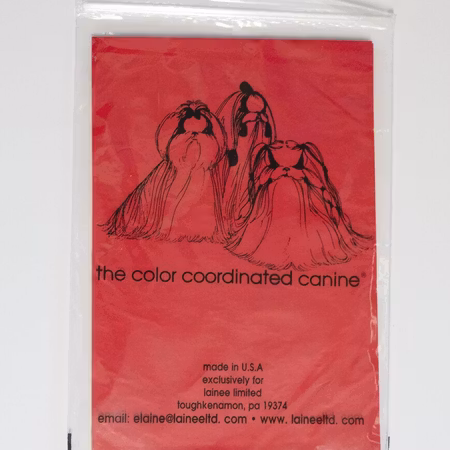 the color coordinated canine®
made in U.S.A
exclusively for
lainee limited
toughkenamon, pa 19374
email: elaine@laineeltd. com • www. laineeltd. com